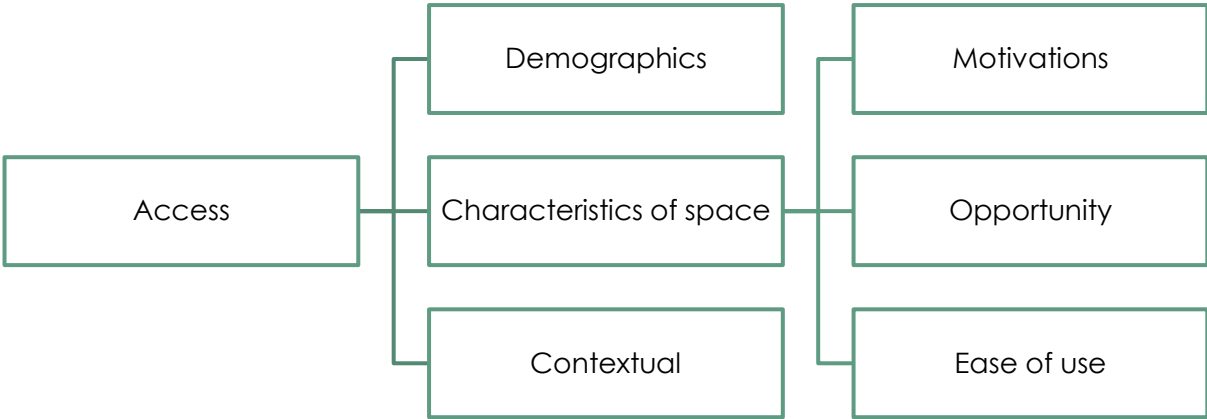 Access
Demographics
Characteristics of space
Contextual
Motivations
Opportunity
Ease of use